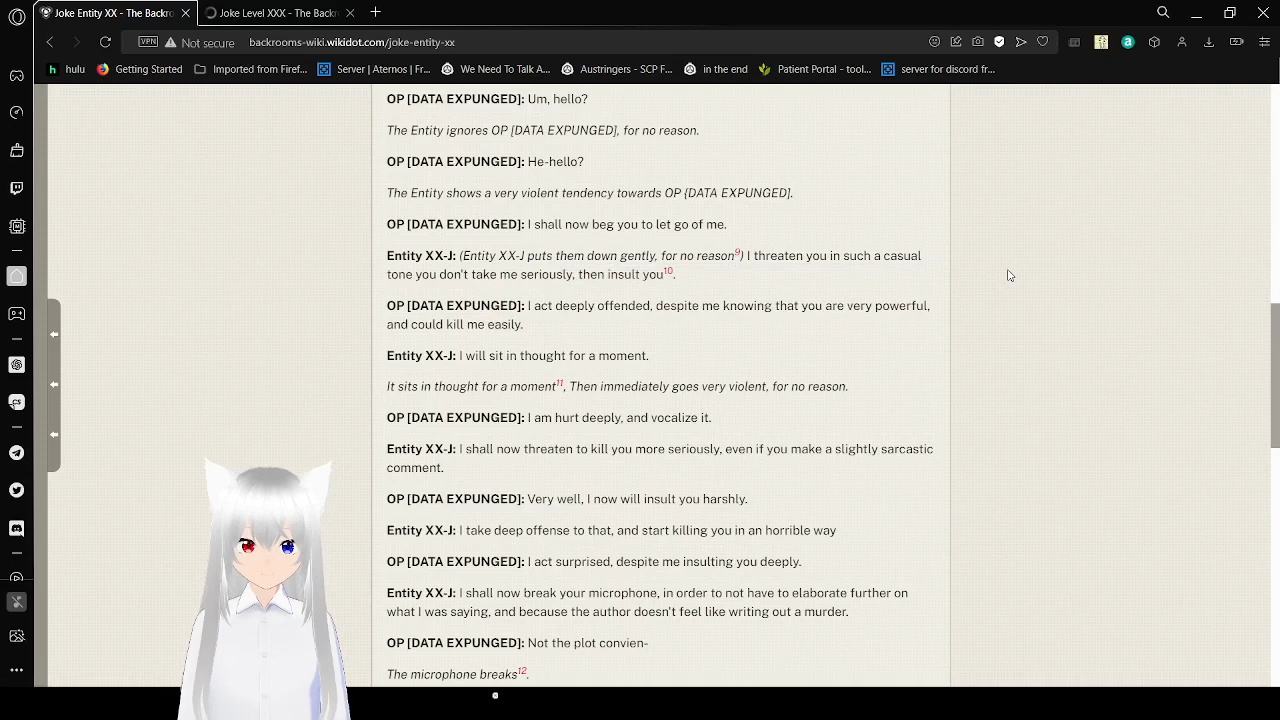 Joke Entity XX - The Backro
Joke Level XXX - The Backr
VPN
Not secure
backrooms-wiki.wikidot.com/joke-entity-xx
hulu
Getting Started
Imported from Firef...
Server | Aternos | Fr...
We Need To Talk A...
Austringers - SCP F...
in the end
Patient Portal - tool...
server for discord fr...
OP [DATA EXPUNGED]: Um, hello?
The Entity ignores OP [DATA EXPUNGED], for no reason.
OP [DATA EXPUNGED]: He-hello?
The Entity shows a very violent tendency towards OP {DATA EXPUNGED].
OP [DATA EXPUNGED]: I shall now beg you to let go of me.
Entity XX-J: (Entity XX-J puts them down gently, for no reason9) I threaten you in such a casual
tone you don't take me seriously, then insult you10.
OP [DATA EXPUNGED]: I act deeply offended, despite me knowing that you are very powerful,
and could kill me easily.
Entity XX-J: I will sit in thought for a moment.
It sits in thought for a moment11, Then immediately goes very violent, for no reason.
OP [DATA EXPUNGED]: I am hurt deeply, and vocalize it.
Entity XX-J: I shall now threaten to kill you more seriously, even if you make a slightly sarcastic
comment.
OP [DATA EXPUNGED]: Very well, I now will insult you harshly.
Entity XX-J: I take deep offense to that, and start killing you in an horrible way
OP [DATA EXPUNGED]: I act surprised, despite me insulting you deeply.
Entity XX-J: I shall now break your microphone, in order to not have to elaborate further on
what I was saying, and because the author doesn't feel like writing out a murder.
OP [DATA EXPUNGED]: Not the plot convien-
The microphone breaks12.